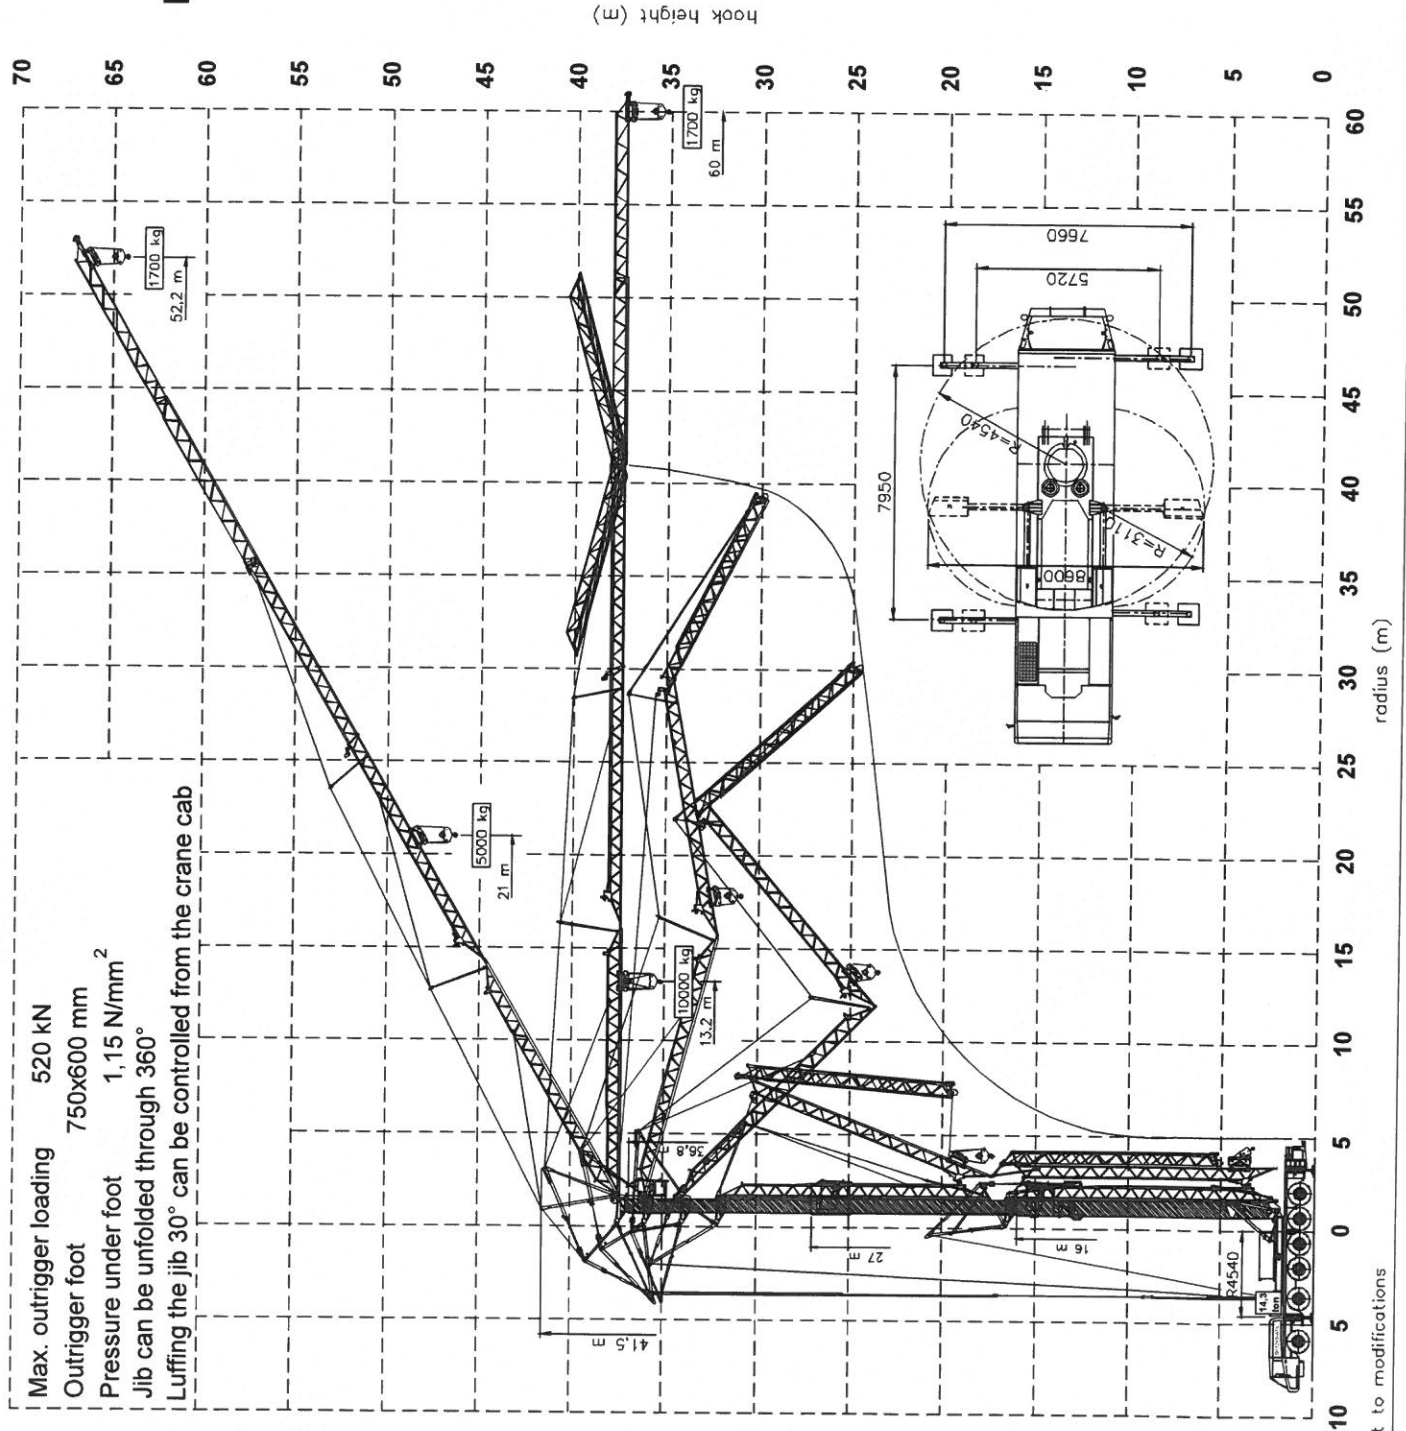 hook height (m)
70
65
60
55
50
45
40
35
30
25
20
15
10
5
0
Max. outrigger loading 520 kN
Outrigger foot 750x600 mm
Pressure under foot 1,15 N/mm²
Jib can be unfolded through 360°
Luffing the jib 30° can be controlled from the crane cab
1700 kg
52,2 m
5000 kg
21 m
1700 kg
60 m
10000 kg
13.2 m
36,8 m
41,5 m
27 m
16 m
R4540
14,3
ton
7660
5720
7950
R=4540
R=3110
8600
10
5
0
5
10
15
20
25
30
35
40
45
50
55
60
radius (m)
t to modifications